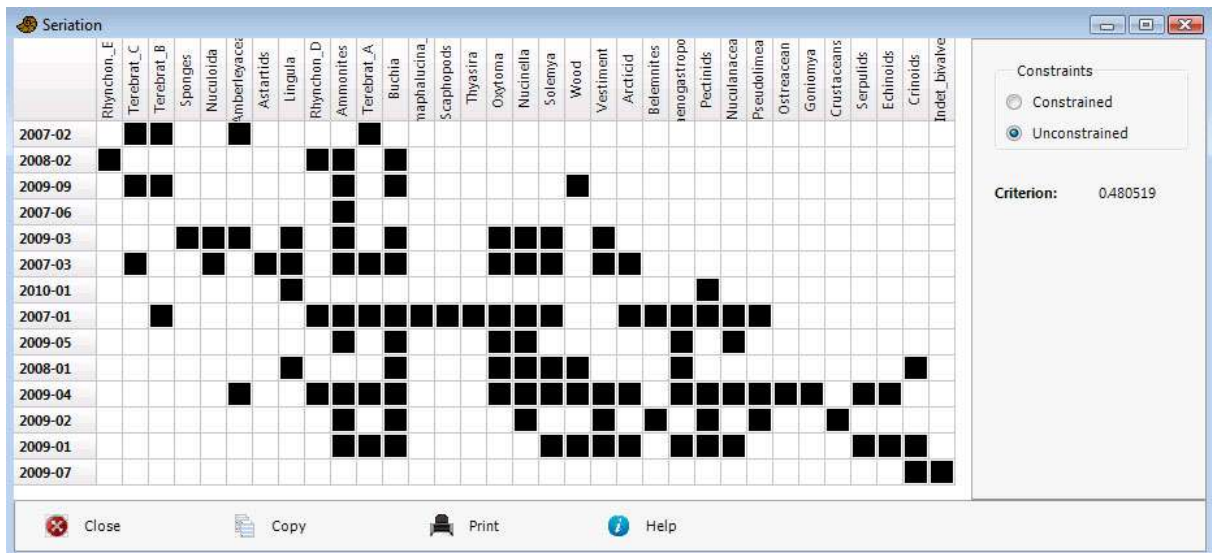 Seriation
Rhynchon_E
Terebrat_C
Terebrat_B
Sponges
Nuculoida
Amberleyacea
Astartids
Lingula
Rhynchon_D
Ammonites
Terebrat_A
Buchia
maphalucina_
Scaphopods
Thyasira
Oxytoma
Nucinella
Solemya
Wood
Vestiment
Arcticid
Belemnites
aenogastropo
Pectinids
Nuculanacea
Pseudolimea
Ostreacean
Goniomya
Crustaceans
Serpulids
Echinoids
Crinoids
Indet_bivalve
2007-02
2008-02
2009-09
2007-06
2009-03
2007-03
2010-01
2007-01
2009-05
2008-01
2009-04
2009-02
2009-01
2009-07
Constraints
Constrained
Unconstrained
Criterion: 0.480519
Close Copy Print Help